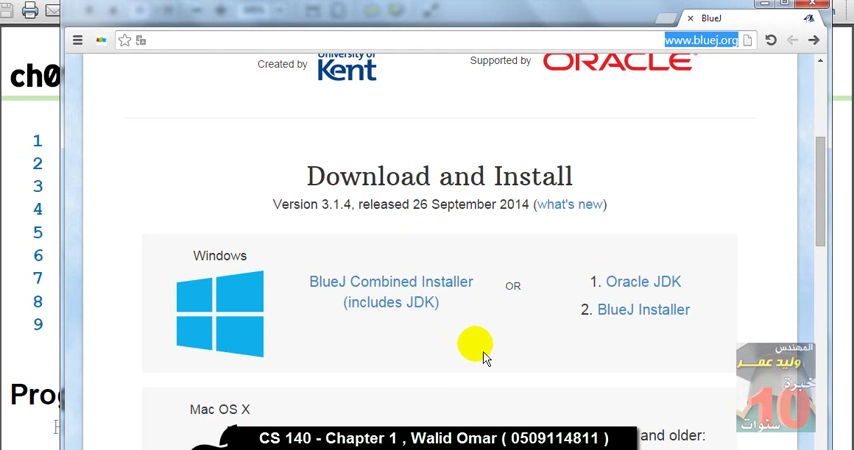 BlueJ
www.bluej.org
ch0
1
2
3
4
5
6
7
8
9
Created by
University of
Kent
Supported by
ORACLE
Download and Install
Version 3.1.4, released 26 September 2014 (what's new)
Windows
BlueJ Combined Installer
(includes JDK)
OR
1. Oracle JDK
2. BlueJ Installer
المهندس
وليد عمر
خبرة
10
سنوات
Mac OS X
and older:
CS 140 - Chapter 1 , Walid Omar ( 0509114811 )